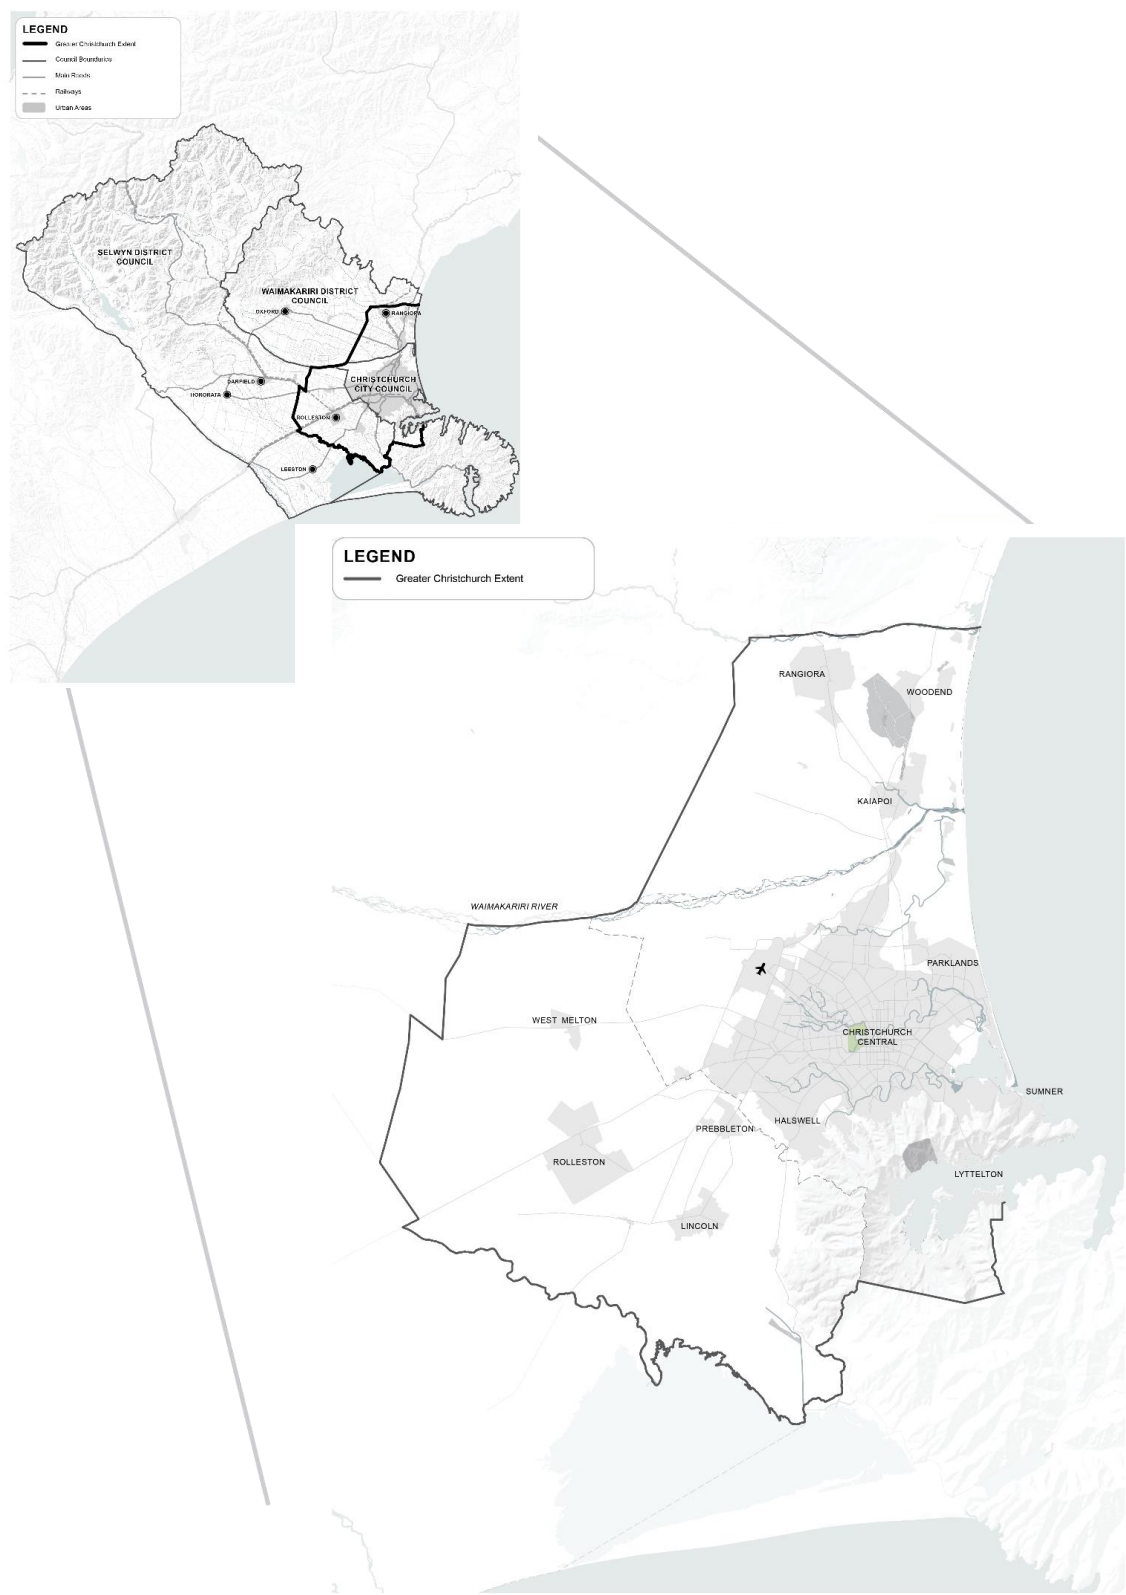 LEGEND
Greater Christchurch Extent
Council Boundaries
Main Roads
Railways
Urban Areas
SELWYN DISTRICT
COUNCIL
WAIMAKARIRI DISTRICT
COUNCIL
OXFORD
RANGIORA
CHRISTCHURCH
CITY COUNCIL
DARFIELD
HORORATA
ROLLESTON
LEESTON
LEGEND
Greater Christchurch Extent
RANGIORA
WOODEND
KAIAPOI
WAIMAKARIRI RIVER
PARKLANDS
WEST MELTON
CHRISTCHURCH
CENTRAL
SUMNER
HALSWELL
PREBBLETON
ROLLESTON
LYTTELTON
LINCOLN